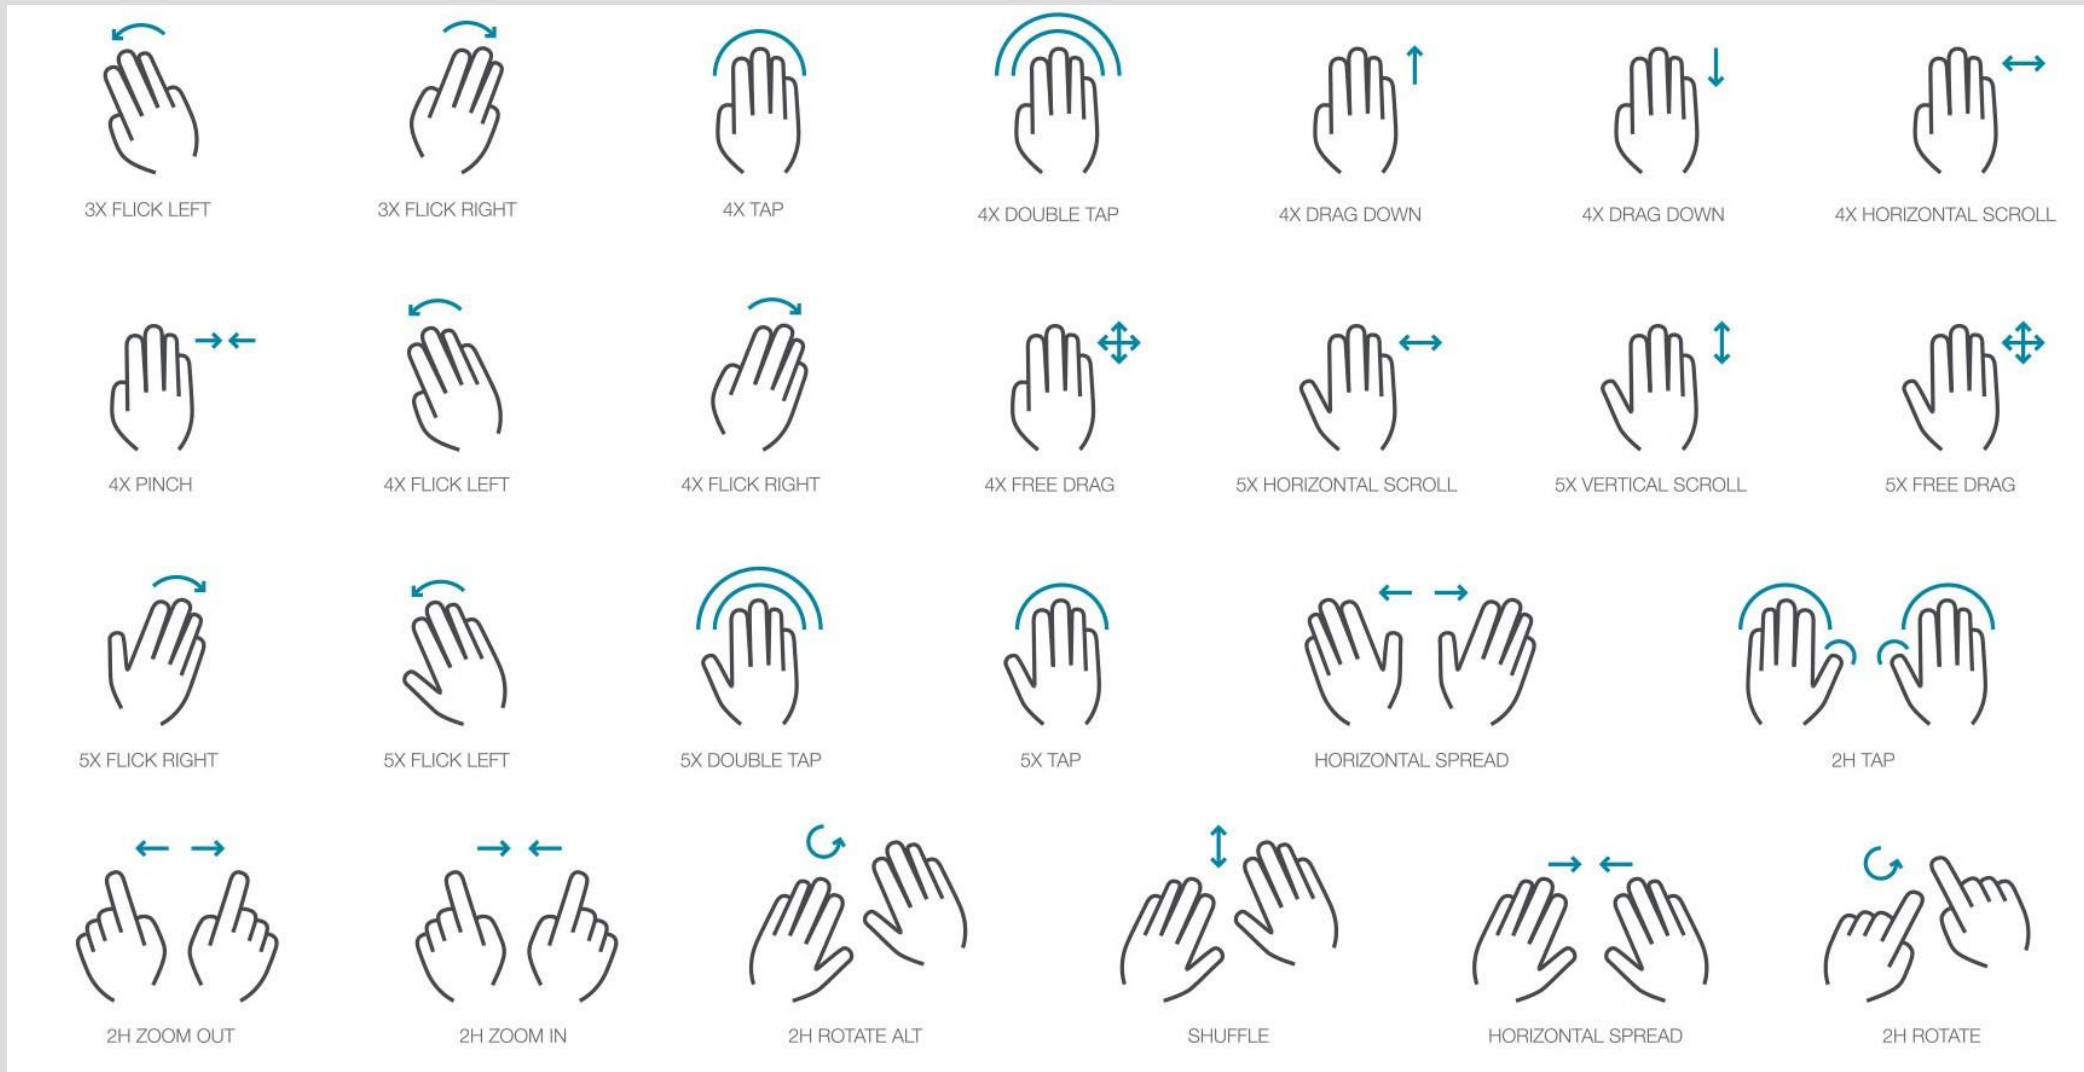 3X FLICK LEFT
3X FLICK RIGHT
4X TAP
4X DOUBLE TAP
4X DRAG DOWN
4X DRAG DOWN
4X HORIZONTAL SCROLL
4X PINCH
4X FLICK LEFT
4X FLICK RIGHT
4X FREE DRAG
5X HORIZONTAL SCROLL
5X VERTICAL SCROLL
5X FREE DRAG
5X FLICK RIGHT
5X FLICK LEFT
5X DOUBLE TAP
5X TAP
HORIZONTAL SPREAD
2H TAP
2H ZOOM OUT
2H ZOOM IN
2H ROTATE ALT
SHUFFLE
HORIZONTAL SPREAD
2H ROTATE